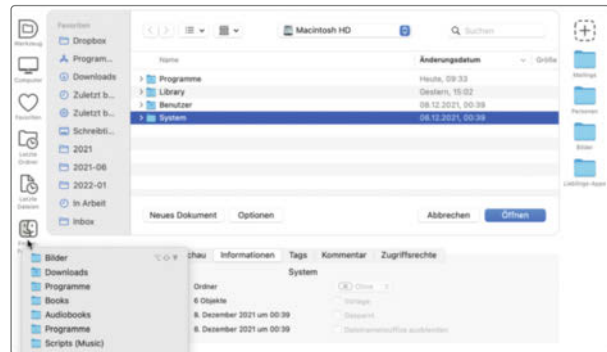 Werkzeug
Computer
Favoriten
Letzte Ordner
Letzte Dateien
Favoriten
Dropbox
Program...
Downloads
Zuletzt b...
Zuletzt b...
Schreibti...
2021
2021-06
2022-01
In Arbeit
Inbox
Macintosh HD
Suchen
Name
Änderungsdatum
Größe
Programme
Heute, 09:33
Library
Gestern, 15:02
Benutzer
08.12.2021, 00:39
System
08.12.2021, 00:39
Neues Dokument
Optionen
Abbrechen
Öffnen
Mailings
Personen
Bilder
Lieblings-Apps
Bilder
Downloads
Programme
Books
Audiobooks
Programme
Scripts (Music)
chau
Informationen
Tags
Kommentar
Zugriffsrechte
System
Ordner
Ohne
6 Objekte
Vorlage
8. Dezember 2021 um 00:39
Gesperrt
8. Dezember 2021 um 00:39
Dateinamensuffix ausblenden